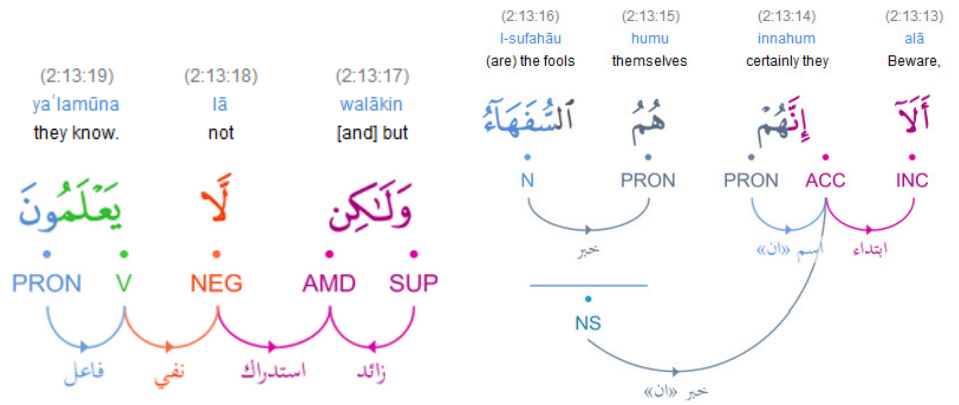 (2:13:16) (2:13:15) (2:13:14) (2:13:13)
l-sufahāu humu innahum alā
(are) the fools themselves certainly they Beware,
ٱلسُّفَهَآءُ هُمُ إِنَّهُمْ أَلَآ
N PRON PRON ACC INC
خبر اسم «ان» ابتداء
NS
خبر «ان»
(2:13:19) (2:13:18) (2:13:17)
yaʿlamūna lā walākin
they know. not [and] but
يَعْلَمُونَ لَّا وَلَـٰكِن
PRON V NEG AMD SUP
فاعل نفي استدراك زائد